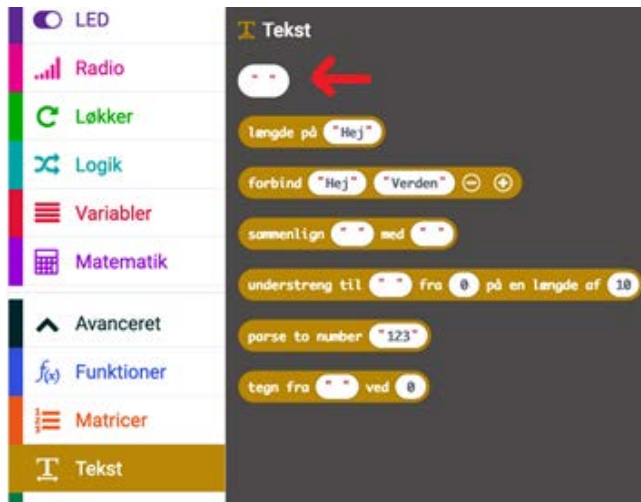 LED
Radio
Løkker
Logik
Variabler
Matematik
Avanceret
Funktioner
Matricer
Tekst
Tekst
" "
længde på "Hej"
forbind "Hej" "Verden"
sammenlign " " med " "
understreng til " " fra 0 på en længde af 10
parse to number "123"
tegn fra " " ved 0